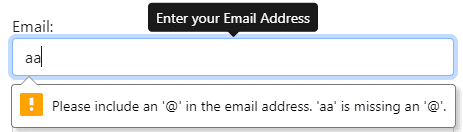 Enter your Email Address
Email:
aa
Please include an '@' in the email address. 'aa' is missing an '@'.